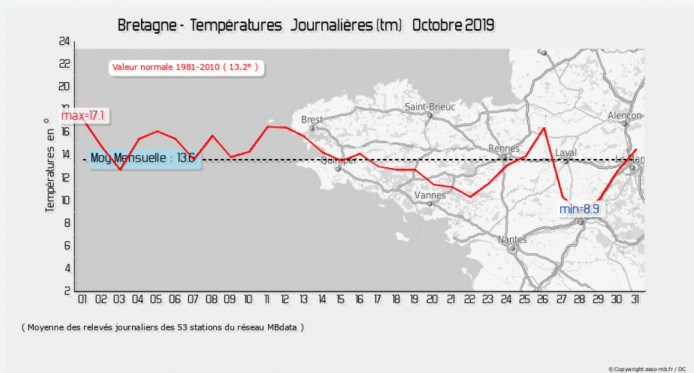 Bretagne - Températures Journalières (tm) Octobre 2019
Températures en °
24
22
20
18
16
14
12
10
8
6
4
2
Valeur normale 1981-2010 ( 13.2° )
max=17.1
Moy Mensuelle : 13.6
min=8.9
Brest
Saint-Brieuc
Alençon
Rennes
Laval
Quimper
Vannes
Nantes
01 02 03 04 05 06 07 08 09 10 11 12 13 14 15 16 17 18 19 20 21 22 23 24 25 26 27 28 29 30 31
( Moyenne des relevés journaliers des 53 stations du réseau MBdata )
© Copyright asso-mb.fr / DC